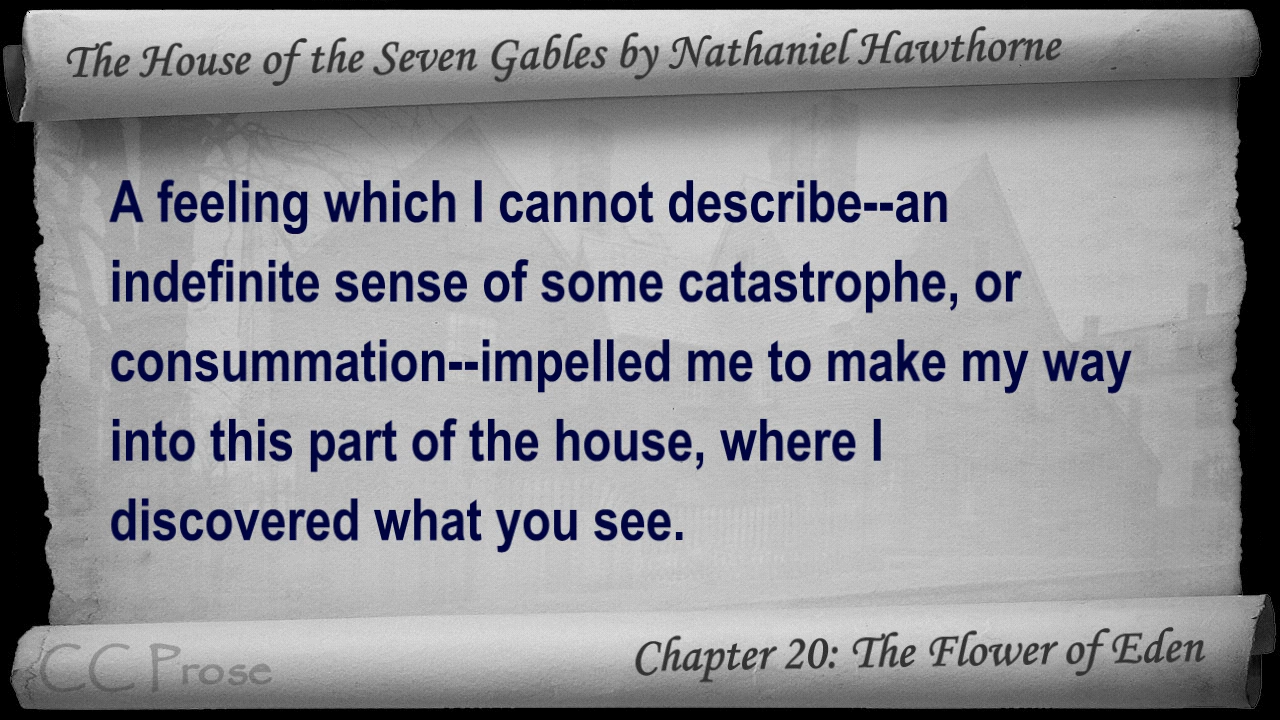 The House of the Seven Gables by Nathaniel Hawthorne
A feeling which I cannot describe--an
indefinite sense of some catastrophe, or
consummation--impelled me to make my way
into this part of the house, where I
discovered what you see.
CC Prose
Chapter 20: The Flower of Eden